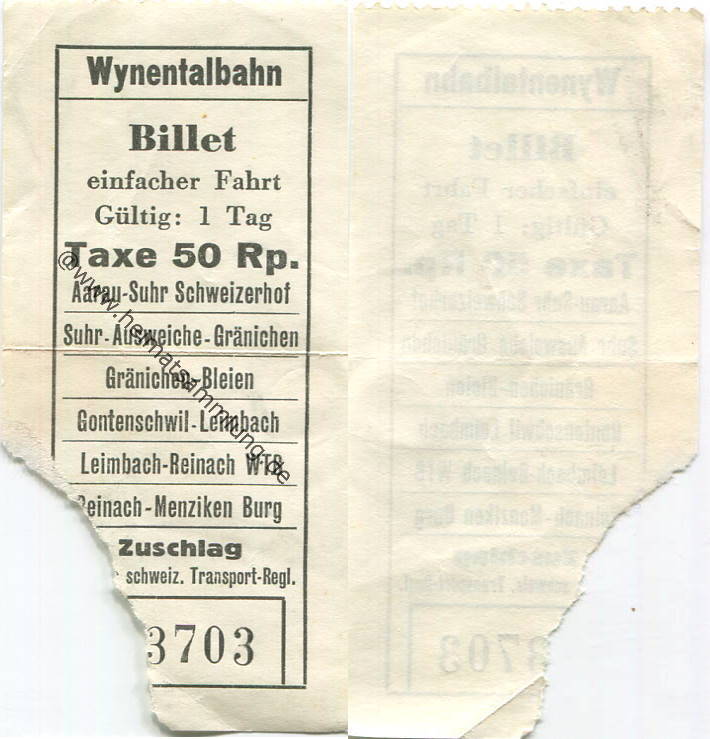 Wynentalbahn
Billet
einfacher Fahrt
Gültig: 1 Tag
Taxe 50 Rp.
Aarau-Suhr Schweizerhof
Suhr-Ausweiche-Gränichen
Gränichen-Bleien
Gontenschwil-Leimbach
Leimbach-Reinach WTB
Reinach-Menziken Burg
Zuschlag
schweiz. Transport-Regl.
3703
@www.heimatsammlung.de